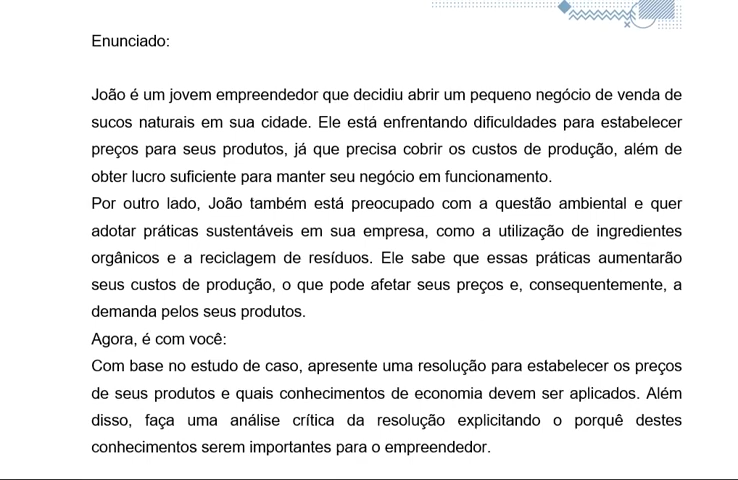 Enunciado:
João é um jovem empreendedor que decidiu abrir um pequeno negócio de venda de
sucos naturais em sua cidade. Ele está enfrentando dificuldades para estabelecer
preços para seus produtos, já que precisa cobrir os custos de produção, além de
obter lucro suficiente para manter seu negócio em funcionamento.
Por outro lado, João também está preocupado com a questão ambiental e quer
adotar práticas sustentáveis em sua empresa, como a utilização de ingredientes
orgânicos e a reciclagem de resíduos. Ele sabe que essas práticas aumentarão
seus custos de produção, o que pode afetar seus preços e, consequentemente, a
demanda pelos seus produtos.
Agora, é com você:
Com base no estudo de caso, apresente uma resolução para estabelecer os preços
de seus produtos e quais conhecimentos de economia devem ser aplicados. Além
disso, faça uma análise crítica da resolução explicitando o porquê destes
conhecimentos serem importantes para o empreendedor.